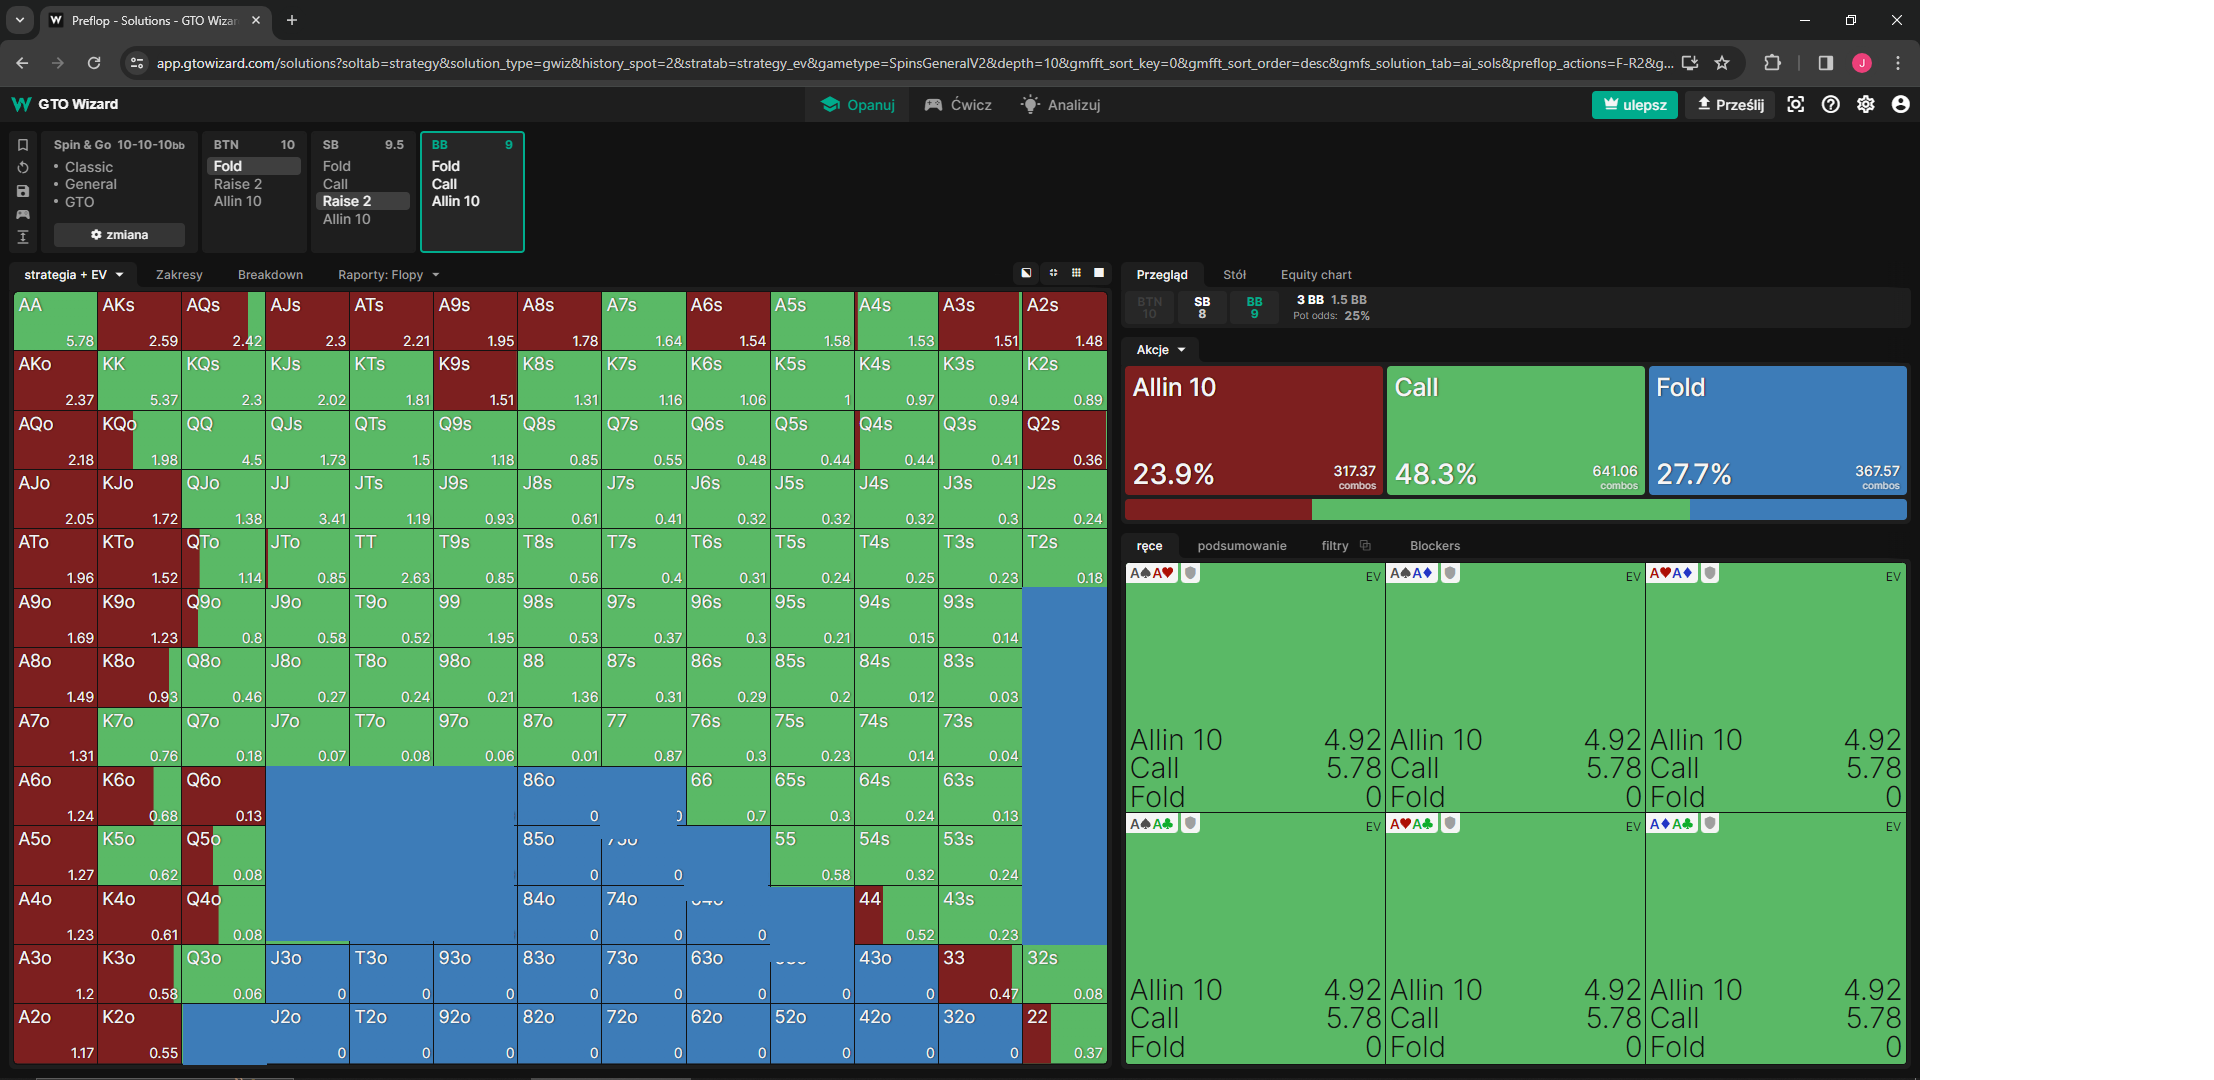 Preflop - Solutions - GTO Wizar
app.gtowizard.com/solutions?soltab=strategy&solution_type=gwiz&history_spot=2&stratab=strategy_ev&gametype=SpinsGeneralV2&depth=10&gmfft_sort_key=0&gmfft_sort_order=desc&gmfs_solution_tab=ai_sols&preflop_actions=F-R2&g...
J
GTO Wizard
Opanuj
Ćwicz
Analizuj
ulepsz
Prześlij
Spin & Go 10-10-10bb
• Classic
• General
• GTO
zmiana
BTN 10
Fold
Raise 2
Allin 10
SB 9.5
Fold
Call
Raise 2
Allin 10
BB 9
Fold
Call
Allin 10
strategia + EV
Zakresy
Breakdown
Raporty: Flopy
AA AKs AQs AJs ATs A9s A8s A7s A6s A5s A4s A3s A2s
5.78 2.59 2.42 2.3 2.21 1.95 1.78 1.64 1.54 1.58 1.53 1.51 1.48
AKo KK KQs KJs KTs K9s K8s K7s K6s K5s K4s K3s K2s
2.37 5.37 2.3 2.02 1.81 1.51 1.31 1.16 1.06 1 0.97 0.94 0.89
AQo KQo QQ QJs QTs Q9s Q8s Q7s Q6s Q5s Q4s Q3s Q2s
2.18 1.98 4.5 1.73 1.5 1.18 0.85 0.55 0.48 0.44 0.44 0.41 0.36
AJo KJo QJo JJ JTs J9s J8s J7s J6s J5s J4s J3s J2s
2.05 1.72 1.38 3.41 1.19 0.93 0.61 0.41 0.32 0.32 0.32 0.3 0.24
ATo KTo QTo JTo TT T9s T8s T7s T6s T5s T4s T3s T2s
1.96 1.52 1.14 0.85 2.63 0.85 0.56 0.4 0.31 0.24 0.25 0.23 0.18
A9o K9o Q9o J9o T9o 99 98s 97s 96s 95s 94s 93s
1.69 1.23 0.8 0.58 0.52 1.95 0.53 0.37 0.3 0.21 0.15 0.14
A8o K8o Q8o J8o T8o 98o 88 87s 86s 85s 84s 83s
1.49 0.93 0.46 0.27 0.24 0.21 1.36 0.31 0.29 0.2 0.12 0.03
A7o K7o Q7o J7o T7o 97o 87o 77 76s 75s 74s 73s
1.31 0.76 0.18 0.07 0.08 0.06 0.01 0.87 0.3 0.23 0.14 0.04
A6o K6o Q6o 86o 66 65s 64s 63s
1.24 0.68 0.13 0 0.7 0.3 0.24 0.13
A5o K5o Q5o 85o 55 54s 53s
1.27 0.62 0.08 0 0 0.58 0.32 0.24
A4o K4o Q4o 84o 74o 44 43s
1.23 0.61 0.08 0 0 0 0.52 0.23
A3o K3o Q3o J3o T3o 93o 83o 73o 63o 43o 33 32s
1.2 0.58 0.06 0 0 0 0 0 0 0 0 0.47 0.08
A2o K2o J2o T2o 92o 82o 72o 62o 52o 42o 32o 22
1.17 0.55 0 0 0 0 0 0 0 0 0 0.37
Przegląd
Stół
Equity chart
BTN 10
SB 8
BB 9
3 BB 1.5 BB
Pot odds: 25%
Akcje
Allin 10
23.9%
317.37
combos
Call
48.3%
641.06
combos
Fold
27.7%
367.57
combos
ręce
podsumowanie
filtry
Blockers
A♠A♥ EV A♠A♦ EV A♥A♦ EV
Allin 10 4.92 Allin 10 4.92 Allin 10 4.92
Call 5.78 Call 5.78 Call 5.78
Fold 0 Fold 0 Fold 0
A♠A♣ EV A♥A♣ EV A♦A♣ EV
Allin 10 4.92 Allin 10 4.92 Allin 10 4.92
Call 5.78 Call 5.78 Call 5.78
Fold 0 Fold 0 Fold 0